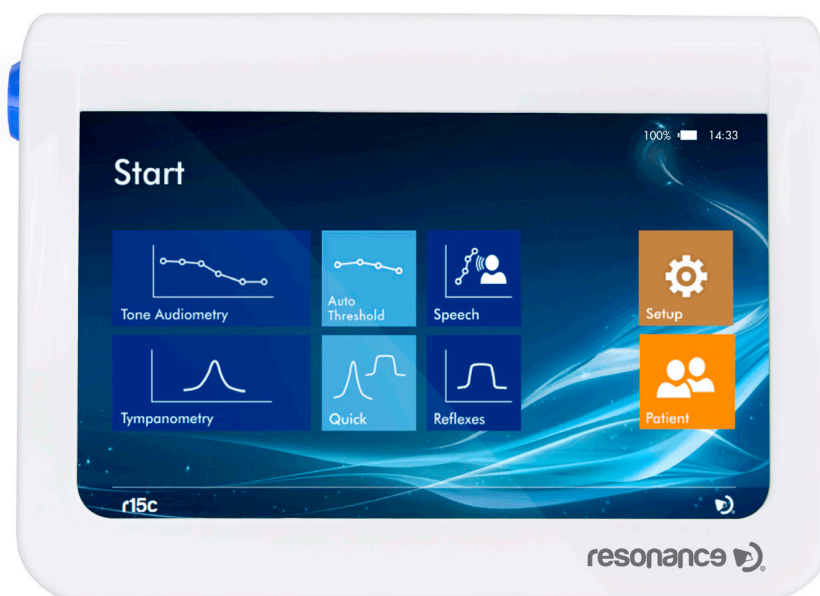 100% 14:33
Start
Tone Audiometry
Auto
Threshold
Speech
Setup
Tympanometry
Quick
Reflexes
Patient
r15c
resonance
®